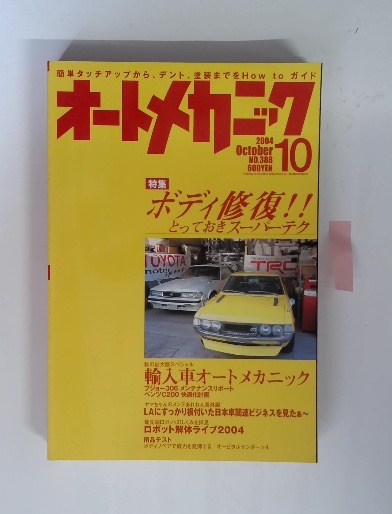 簡単タッチアップから、デント、塗装までをHow to ガイド
オートメカニック
2004
October
NO.388
600YEN
10
特集
ボディ修復!!
とっておきスーパーテク
TOYOTA
motor
TRD
輸入車オートメカニック
プジョー306 メンテナンスリポート
ベンツC200 快適化計画
LAにすっかり根付いた日本車関連ビジネスを見たぁ〜
ロボット解体ライブ2004
用品テスト